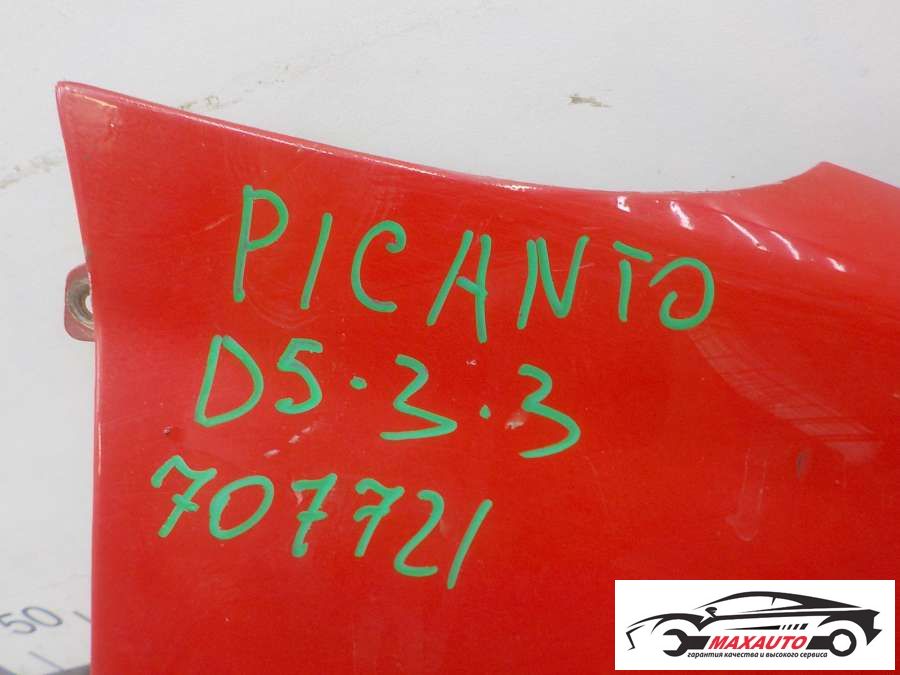 PICANTO
D5.3.3
707721
50
MAXAUTO
гарантия качества и высокого сервиса